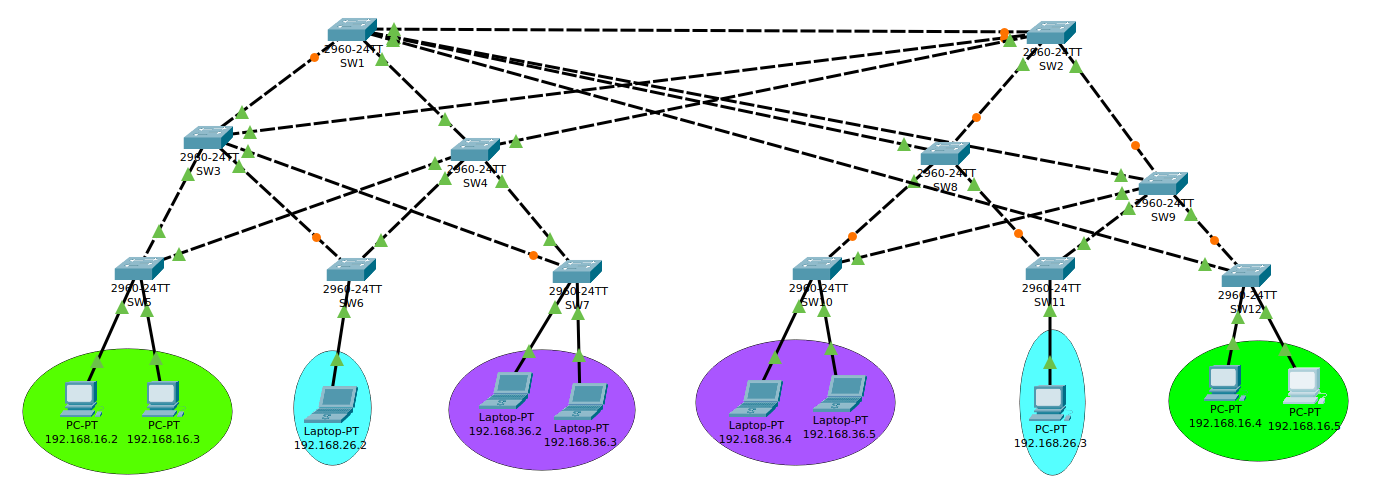 2960-24TT
SW1
2960-24TT
SW2
2960-24TT
SW3
2960-24TT
SW4
2960-24TT
SW8
2960-24TT
SW9
2960-24TT
SW5
2960-24TT
SW6
2960-24TT
SW7
2960-24TT
SW10
2960-24TT
SW11
2960-24TT
SW12
PC-PT
192.168.16.2
PC-PT
192.168.16.3
Laptop-PT
192.168.26.2
Laptop-PT
192.168.36.2
Laptop-PT
192.168.36.3
Laptop-PT
192.168.36.4
Laptop-PT
192.168.36.5
PC-PT
192.168.26.3
PC-PT
192.168.16.4
PC-PT
192.168.16.5